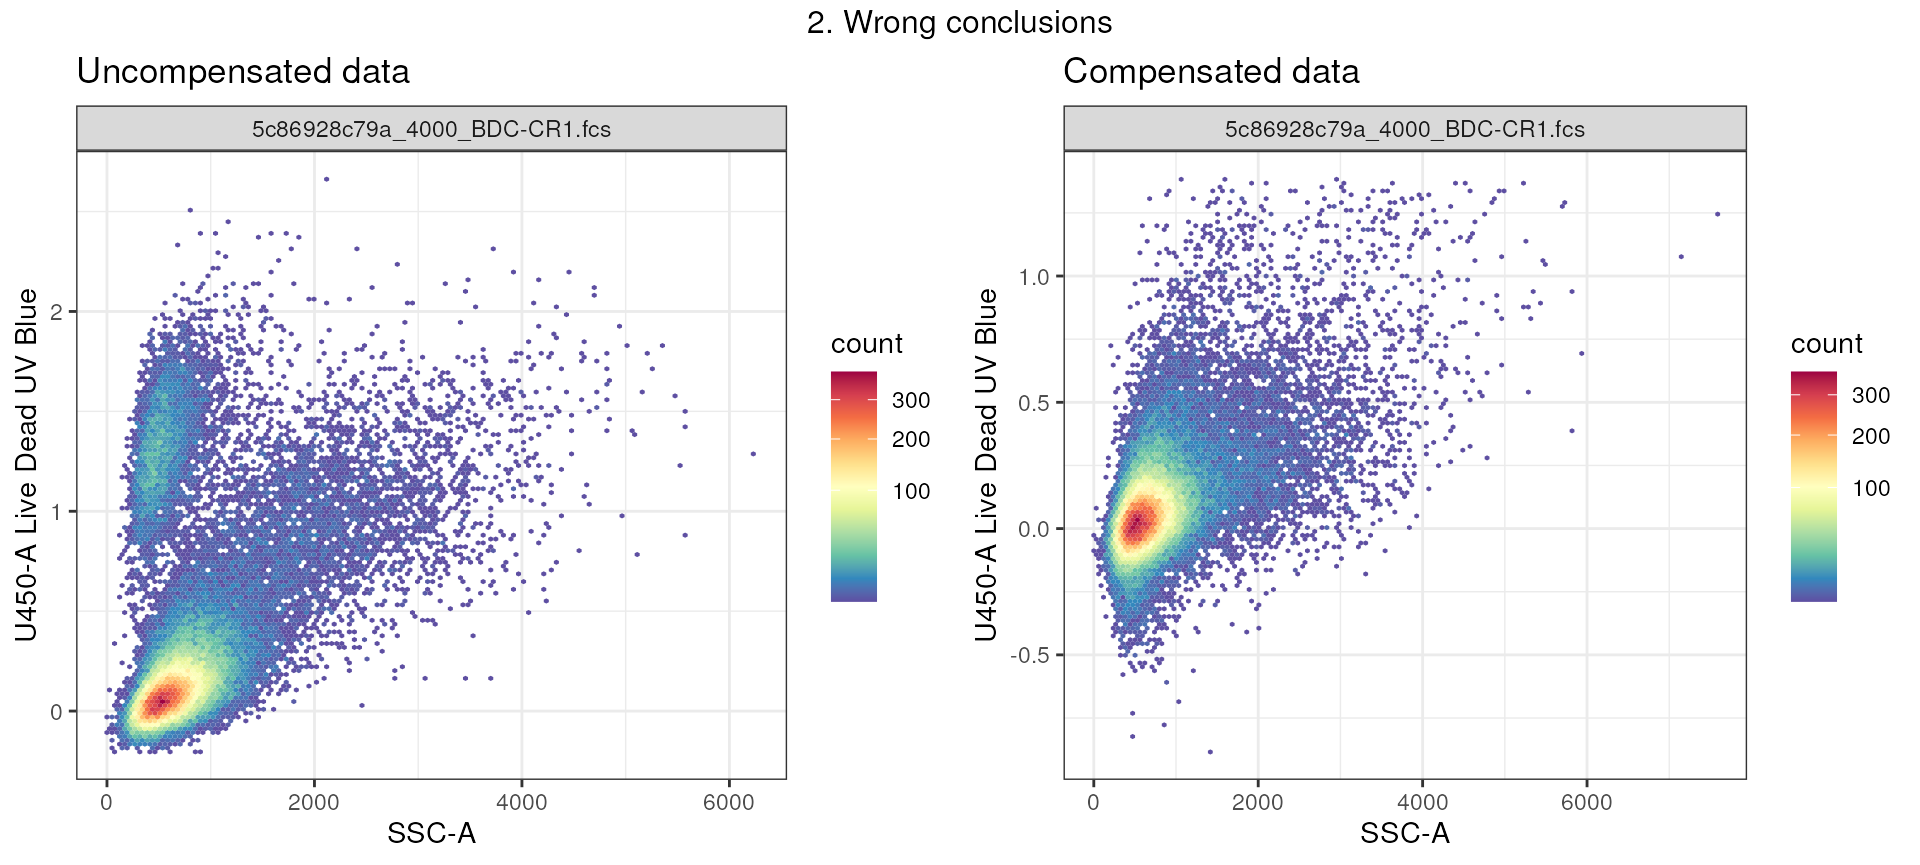 2. Wrong conclusions
Uncompensated data
5c86928c79a_4000_BDC-CR1.fcs
U450-A Live Dead UV Blue
2
1
0
0 2000 4000 6000
SSC-A
count
300
200
100
Compensated data
5c86928c79a_4000_BDC-CR1.fcs
U450-A Live Dead UV Blue
1.0
0.5
0.0
-0.5
0 2000 4000 6000
SSC-A
count
300
200
100